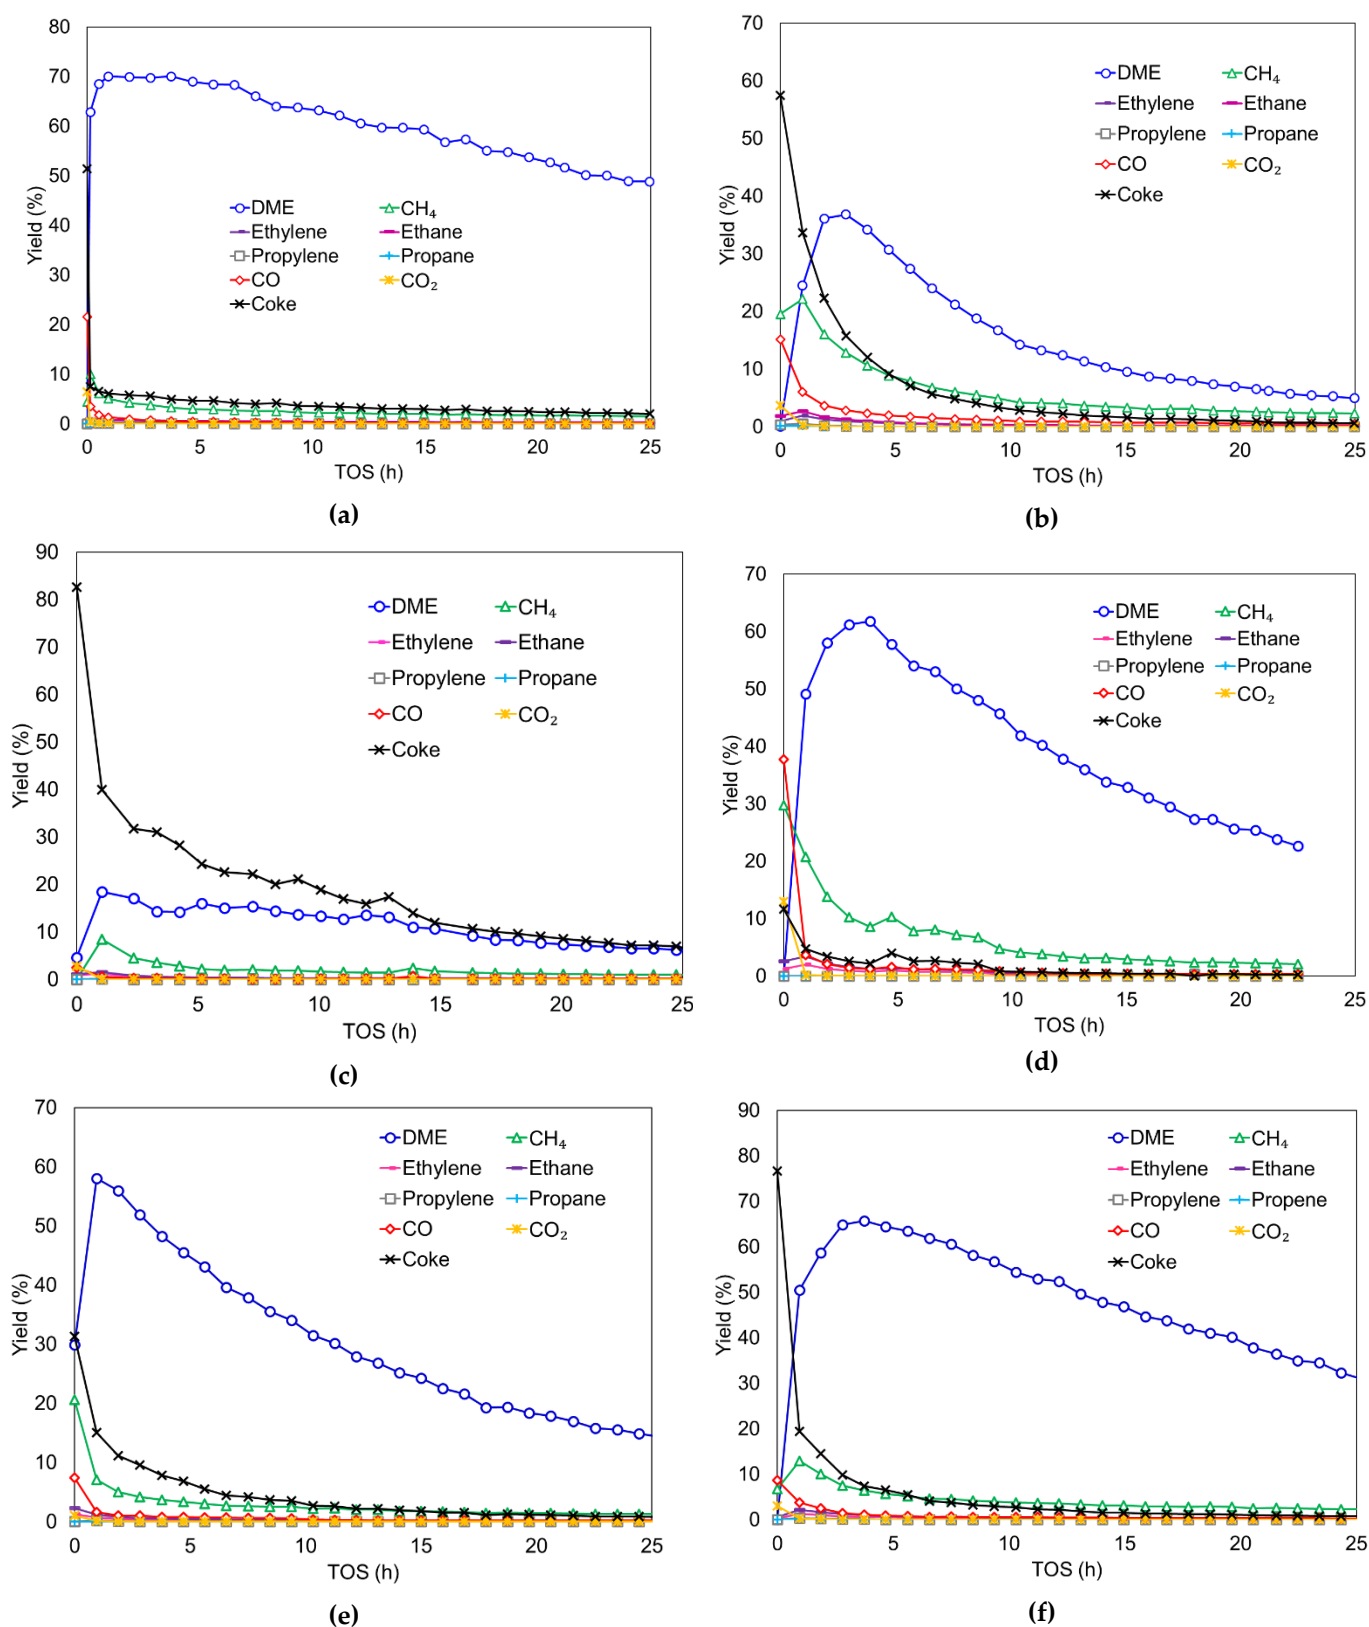 80
70
60
50
40
30
20
10
0
Yield (%)
DME CH₄
Ethylene Ethane
Propylene Propane
CO CO₂
Coke
0 5 10 15 20 25
TOS (h)
(a)
70
60
50
40
30
20
10
0
Yield (%)
DME CH₄
Ethylene Ethane
Propylene Propane
CO CO₂
Coke
0 5 10 15 20 25
TOS (h)
(b)
90
80
70
60
50
40
30
20
10
0
Yield (%)
DME CH₄
Ethylene Ethane
Propylene Propane
CO CO₂
Coke
0 5 10 15 20 25
TOS (h)
(c)
70
60
50
40
30
20
10
0
Yield (%)
DME CH₄
Ethylene Ethane
Propylene Propane
CO CO₂
Coke
0 5 10 15 20 25
TOS (h)
(d)
70
60
50
40
30
20
10
0
Yield (%)
DME CH₄
Ethylene Ethane
Propylene Propane
CO CO₂
Coke
0 5 10 15 20 25
TOS (h)
(e)
90
80
70
60
50
40
30
20
10
0
Yield (%)
DME CH₄
Ethylene Ethane
Propylene Propene
CO CO₂
Coke
0 5 10 15 20 25
TOS (h)
(f)